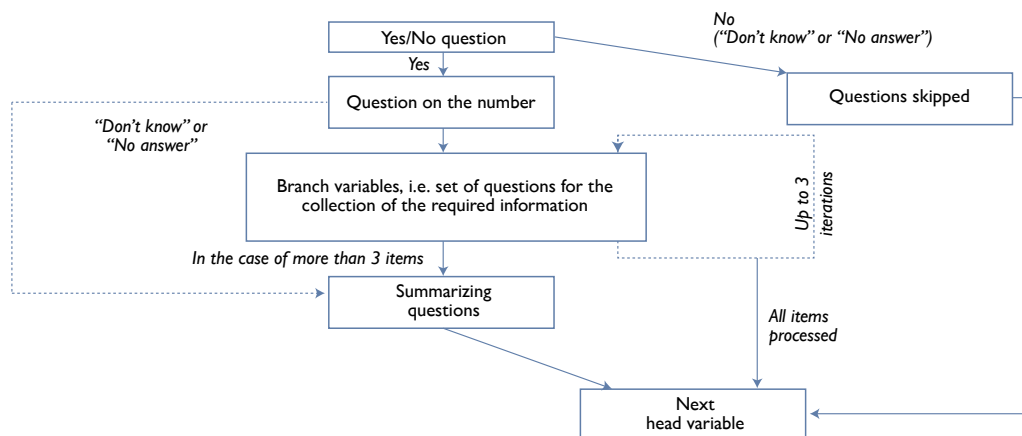 No
(“Don’t know” or “No answer”)
Yes/No question
Yes
Question on the number
Questions skipped
“Don’t know” or
“No answer”
Branch variables, i.e. set of questions for the
collection of the required information
Up to 3
iterations
In the case of more than 3 items
Summarizing
questions
All items
processed
Next
head variable